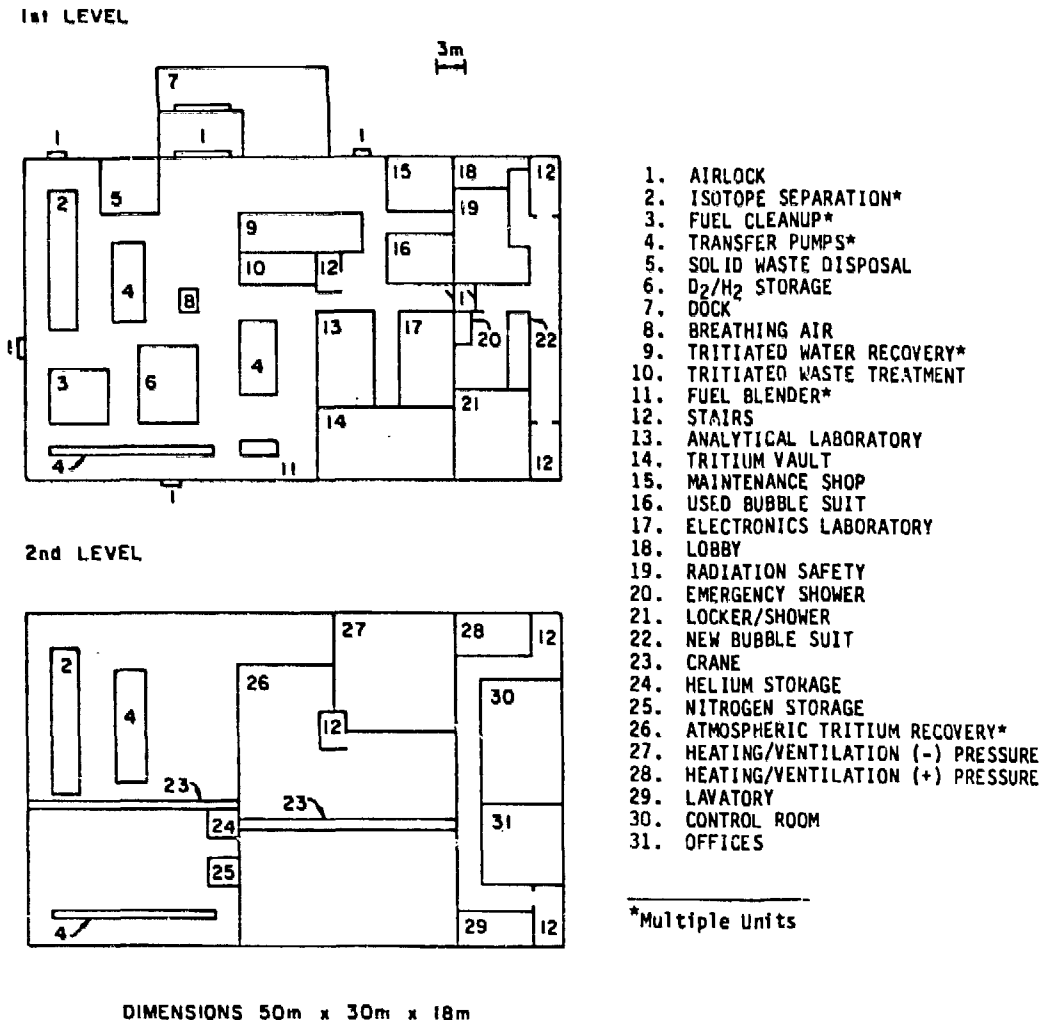 1st LEVEL
3m
7
1
1
1
2
5
15
18
12
19
9
4
16
10
12
8
1
13
17
20
22
1
3
6
4
21
14
4
11
12
1
2nd LEVEL
27
28
12
2
26
30
4
12
23
23
24
31
25
4
29
12
DIMENSIONS 50m x 30m x 18m
1. AIRLOCK
2. ISOTOPE SEPARATION*
3. FUEL CLEANUP*
4. TRANSFER PUMPS*
5. SOLID WASTE DISPOSAL
6. D2/H2 STORAGE
7. DOCK
8. BREATHING AIR
9. TRITIATED WATER RECOVERY*
10. TRITIATED WASTE TREATMENT
11. FUEL BLENDER*
12. STAIRS
13. ANALYTICAL LABORATORY
14. TRITIUM VAULT
15. MAINTENANCE SHOP
16. USED BUBBLE SUIT
17. ELECTRONICS LABORATORY
18. LOBBY
19. RADIATION SAFETY
20. EMERGENCY SHOWER
21. LOCKER/SHOWER
22. NEW BUBBLE SUIT
23. CRANE
24. HELIUM STORAGE
25. NITROGEN STORAGE
26. ATMOSPHERIC TRITIUM RECOVERY*
27. HEATING/VENTILATION (-) PRESSURE
28. HEATING/VENTILATION (+) PRESSURE
29. LAVATORY
30. CONTROL ROOM
31. OFFICES
*Multiple Units